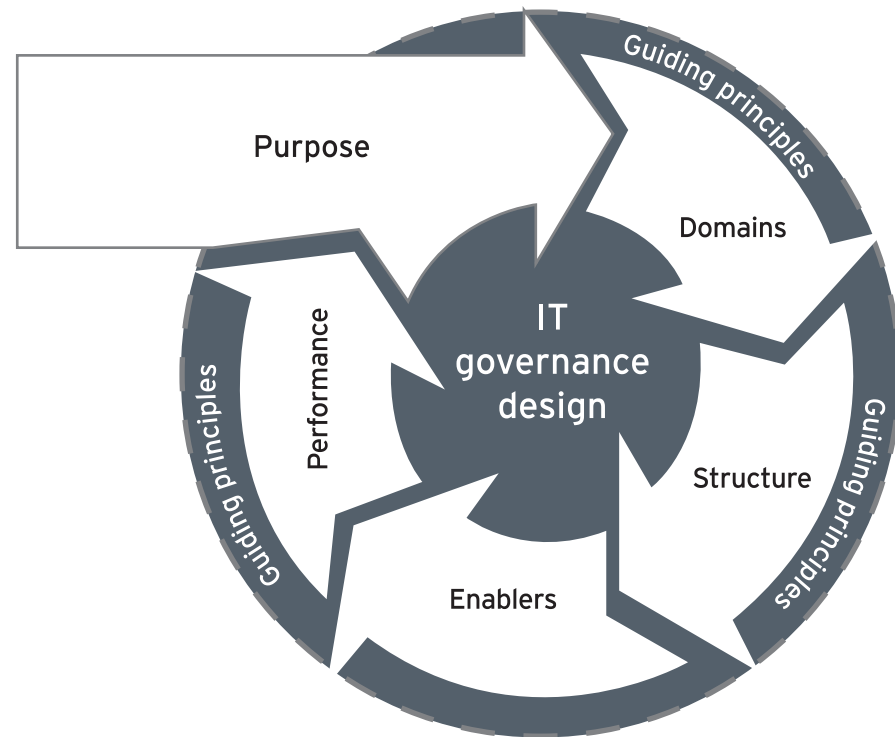 Guiding principles
Purpose
Domains
IT
governance
design
Performance
Guiding principles
Guiding principles
Structure
Enablers